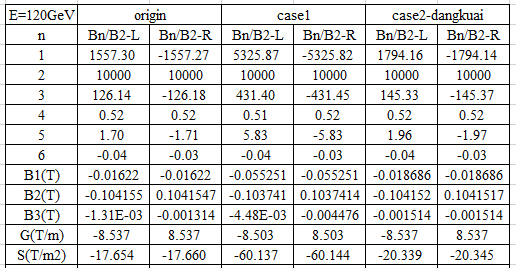 E=120GeV origin case1 case2-dangkuai
n Bn/B2-L Bn/B2-R Bn/B2-L Bn/B2-R Bn/B2-L Bn/B2-R
1 1557.30 -1557.27 5325.87 -5325.82 1794.16 -1794.14
2 10000 10000 10000 10000 10000 10000
3 126.14 -126.18 431.40 -431.45 145.33 -145.37
4 0.52 0.52 0.51 0.52 0.52 0.52
5 1.70 -1.71 5.83 -5.83 1.96 -1.97
6 -0.04 -0.03 -0.04 -0.03 -0.04 -0.03
B1(T) -0.01622 -0.01622 -0.055251 -0.055251 -0.018686 -0.018686
B2(T) -0.104155 0.1041547 -0.103741 0.1037414 -0.104152 0.1041517
B3(T) -1.31E-03 -0.001314 -4.48E-03 -0.004476 -0.001514 -0.001514
G(T/m) -8.537 8.537 -8.503 8.503 -8.537 8.537
S(T/m2) -17.654 -17.660 -60.137 -60.144 -20.339 -20.345